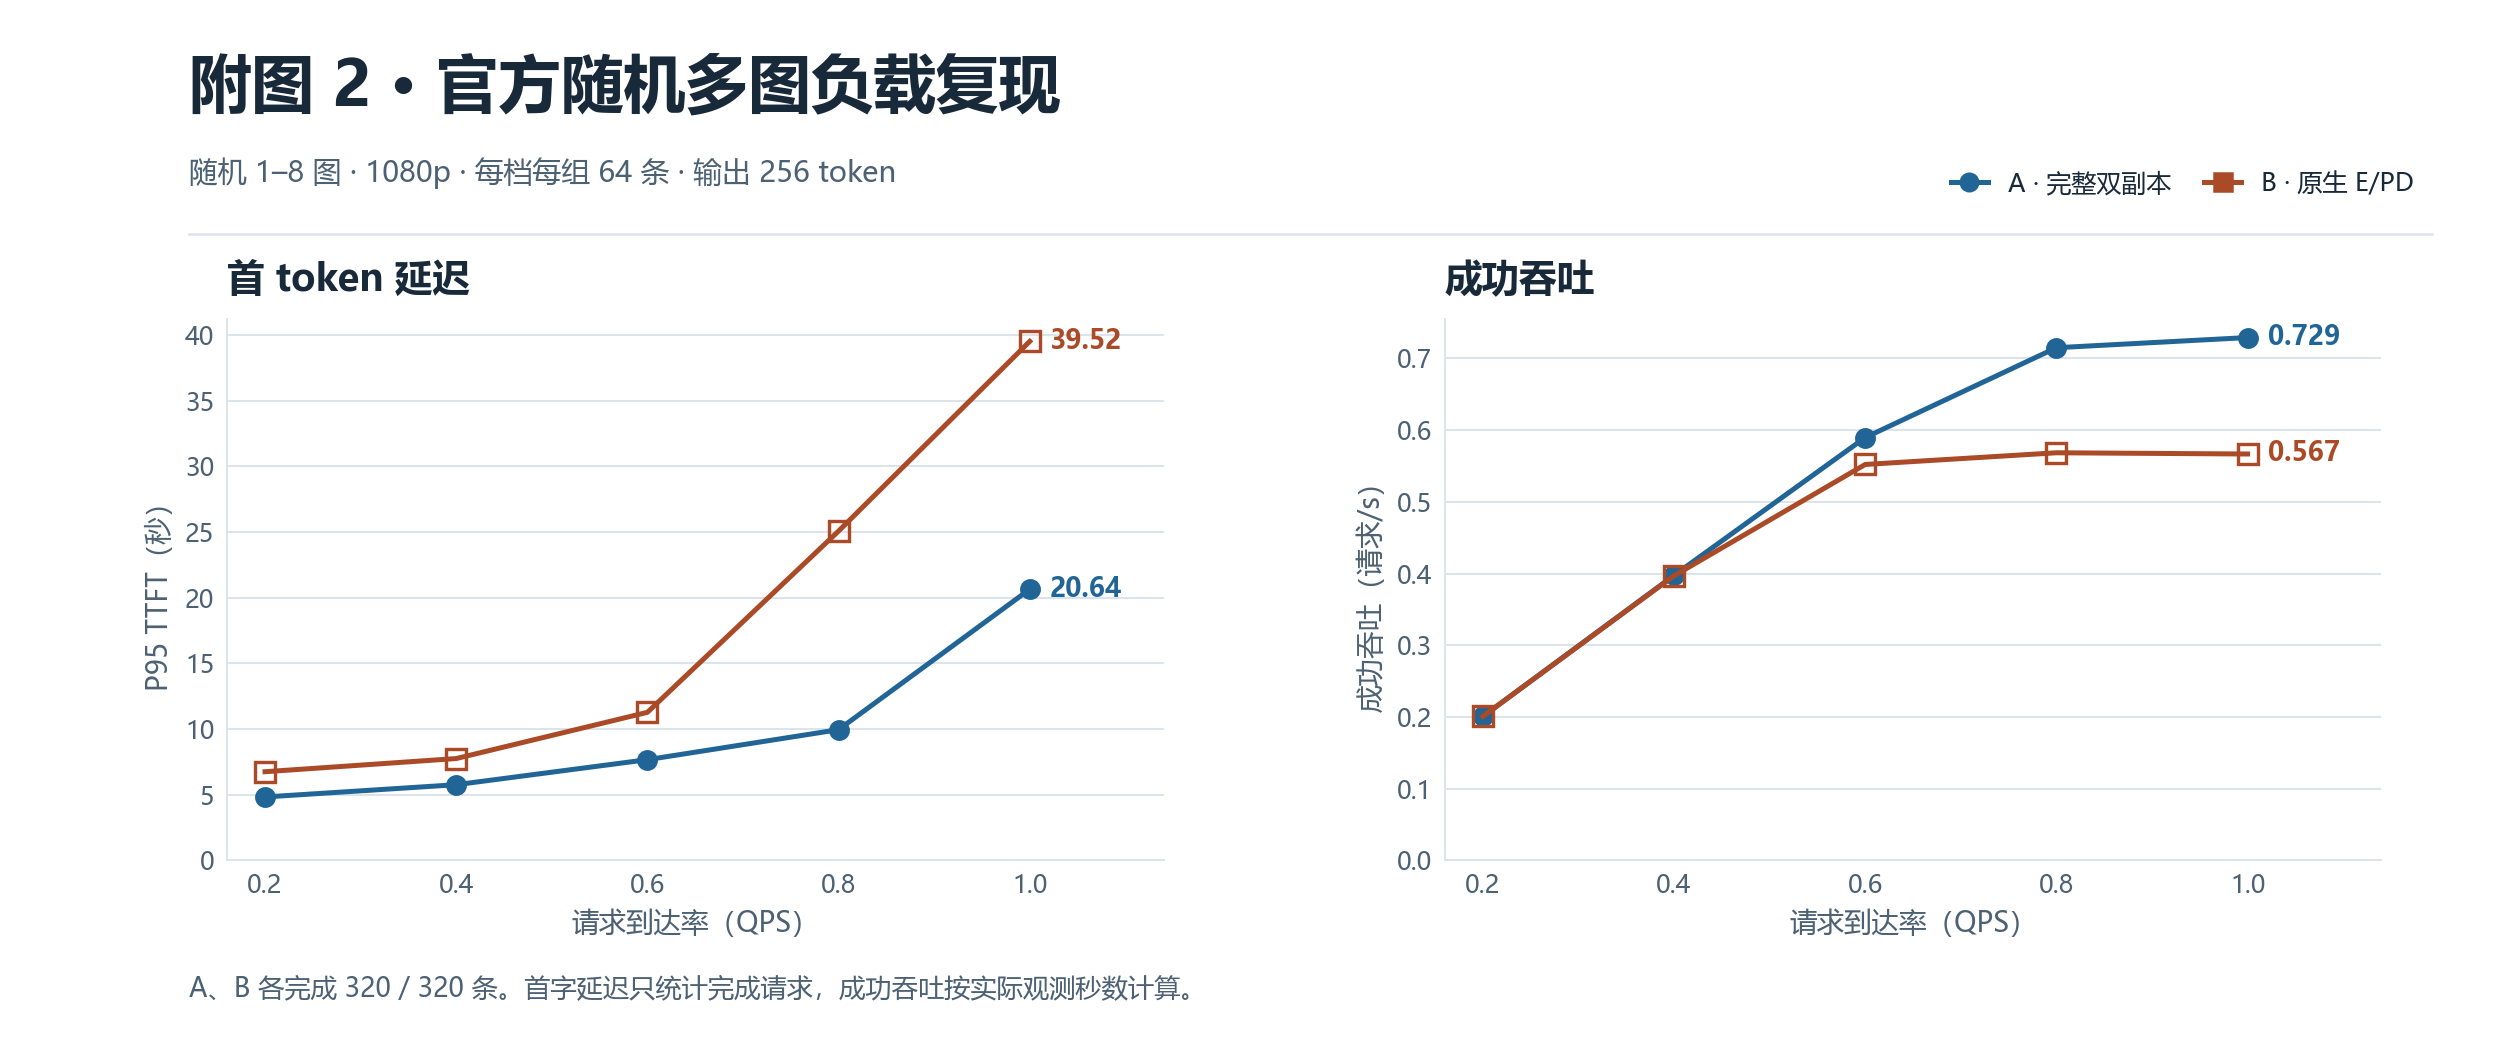 附图 2 · 官方随机多图负载复现
随机 1–8 图 · 1080p · 每档每组 64 条 · 输出 256 token
A · 完整双副本
B · 原生 E/PD
首 token 延迟
P95 TTFT（秒）
40
35
30
25
20
15
10
5
0
39.52
20.64
0.2
0.4
0.6
0.8
1.0
请求到达率（QPS）
成功吞吐
成功吞吐（请求/s）
0.7
0.6
0.5
0.4
0.3
0.2
0.1
0.0
0.729
0.567
0.2
0.4
0.6
0.8
1.0
请求到达率（QPS）
A、B 各完成 320 / 320 条。首字延迟只统计完成请求，成功吞吐按实际观测秒数计算。